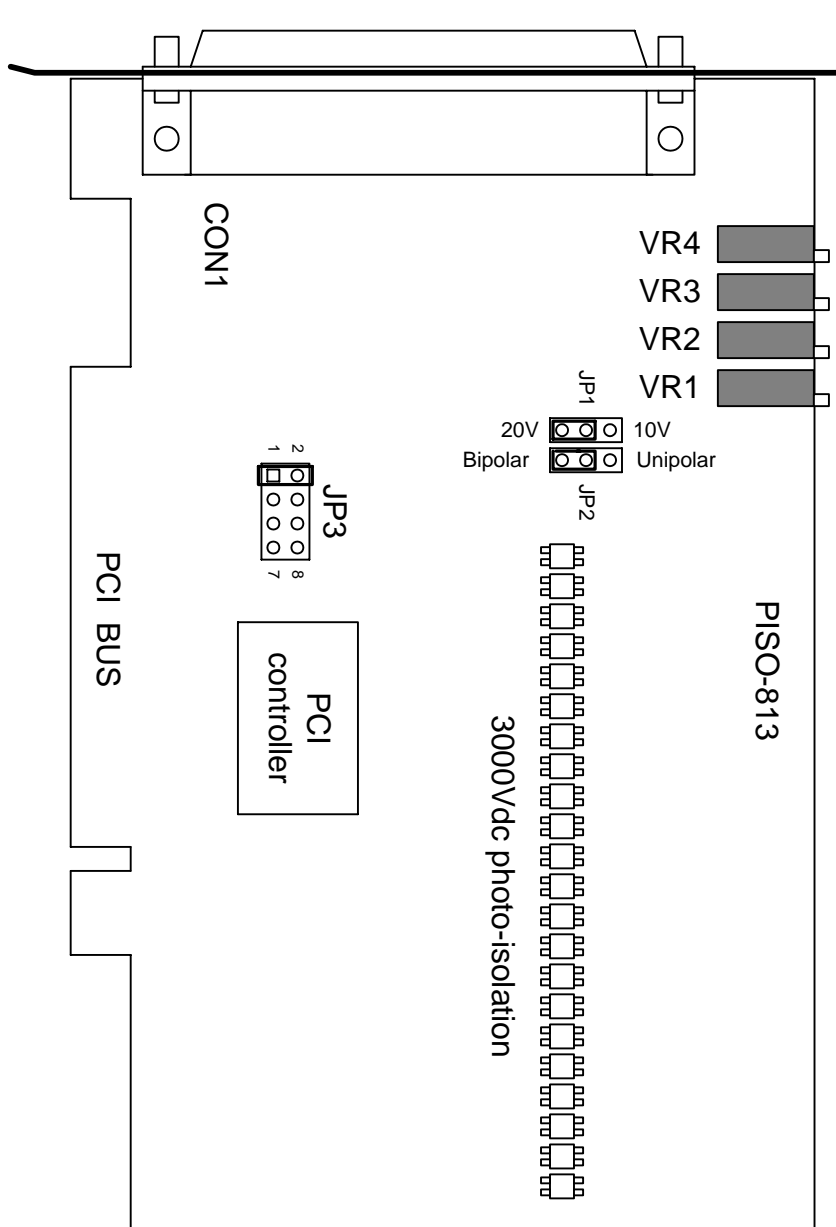 CON1
VR4
VR3
VR2
VR1
JP1
20V 10V
Bipolar Unipolar
JP2
1 2
JP3
7 8
PCI BUS
PCI
controller
3000Vdc photo-isolation
PISO-813